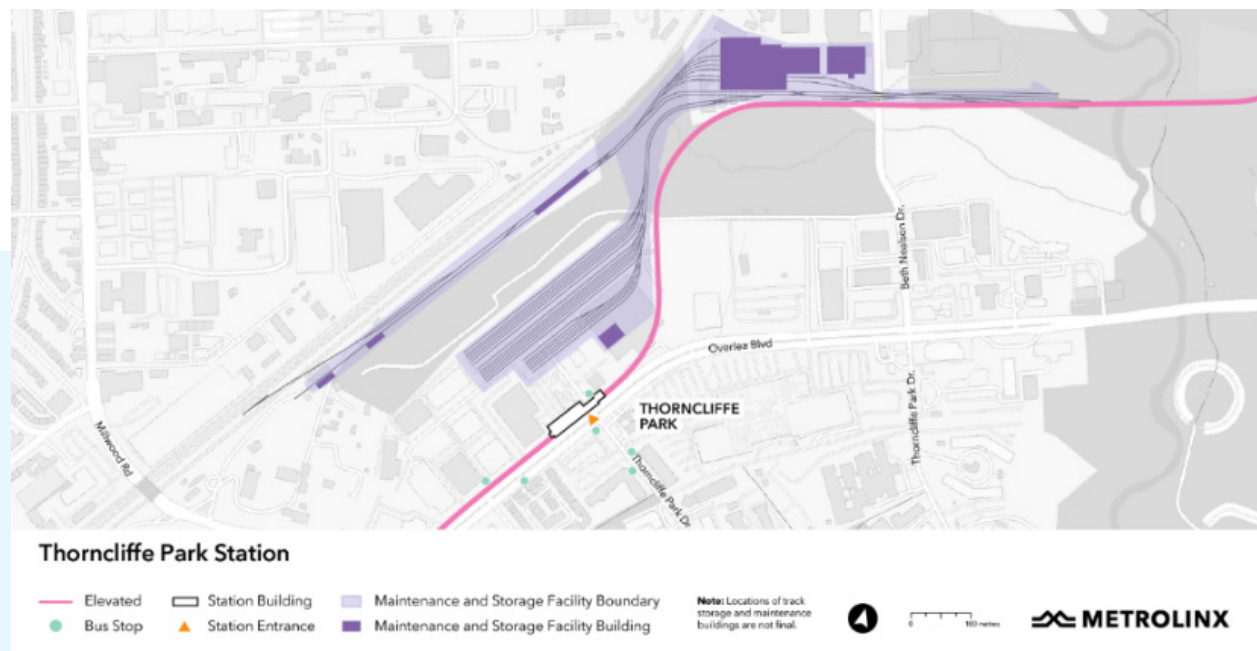 Beth Nealson Dr.
Overlea Blvd
THORNCLIFFE
PARK
Thorncliffe Park Dr.
Millwood Rd
Thorncliffe Park Dr.
Thorncliffe Park Station
Elevated
Station Building
Maintenance and Storage Facility Boundary
Bus Stop
Station Entrance
Maintenance and Storage Facility Building
Note: Locations of track
storage and maintenance
buildings are not final.
100 metres
METROLINX